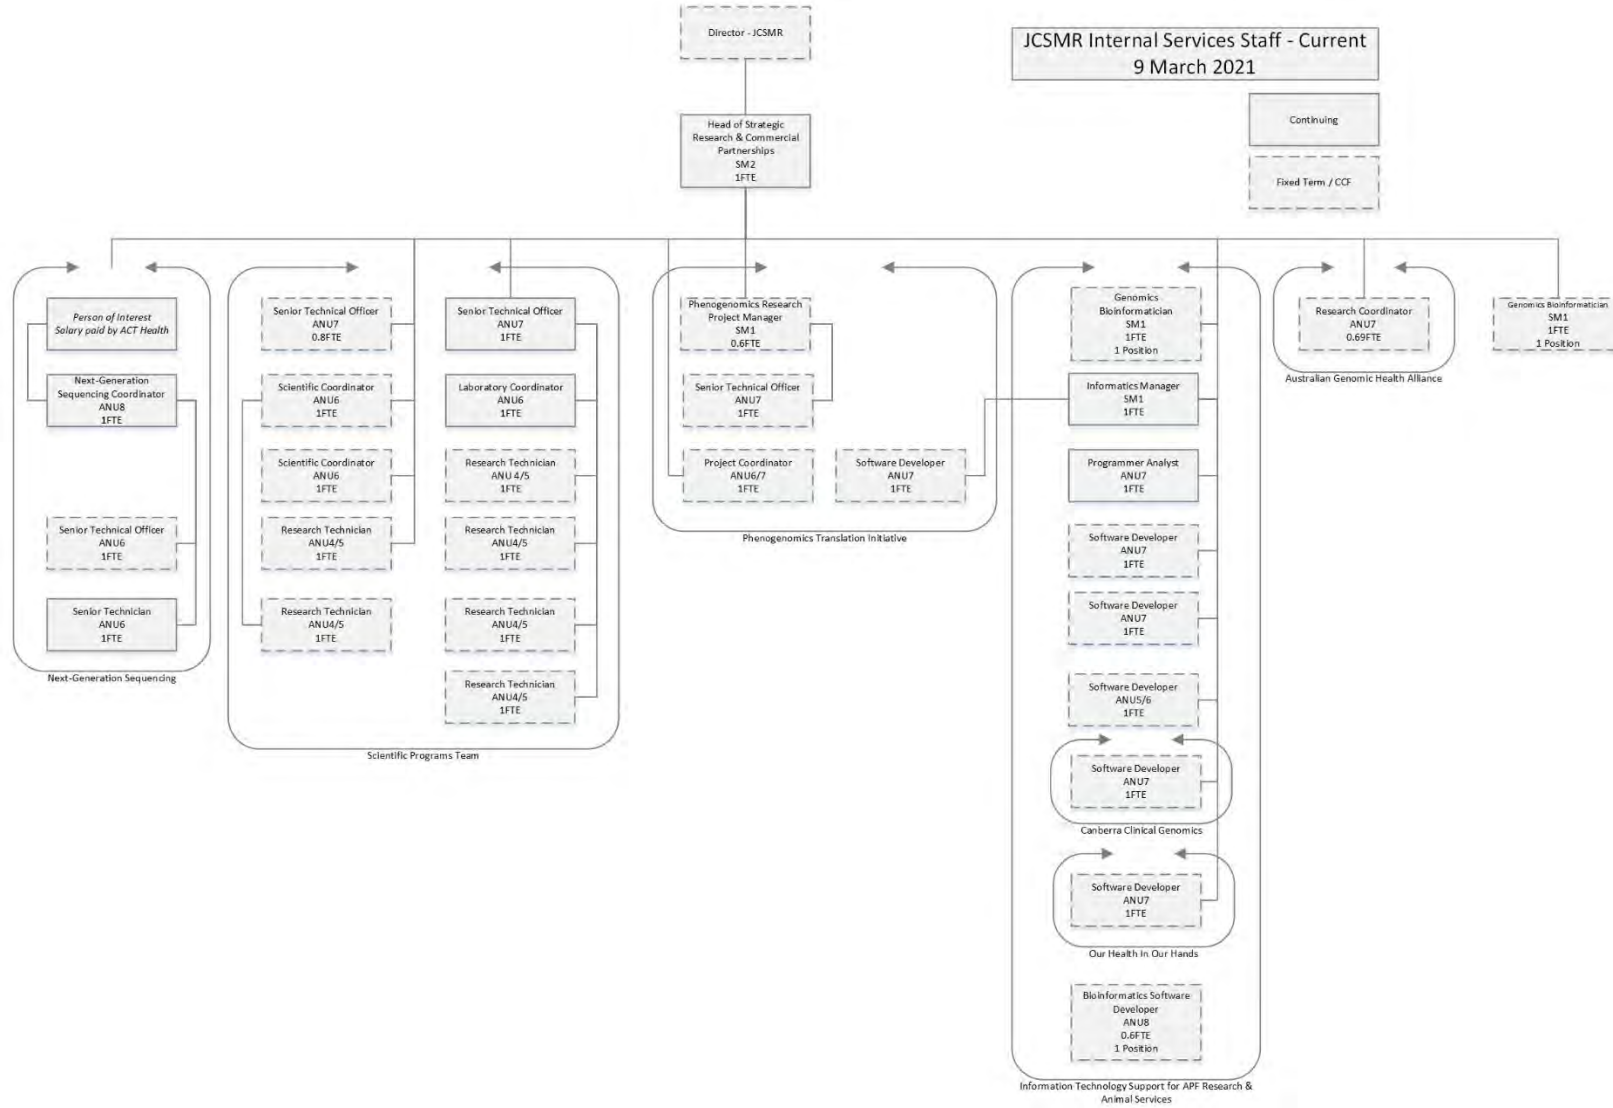 Director - JCSMR
JCSMR Internal Services Staff - Current
9 March 2021
Continuing
Fixed Term / CCF
Head of Strategic
Research & Commercial
Partnerships
SM2
1FTE
Person of Interest
Salary paid by ACT Health
Next-Generation
Sequencing Coordinator
ANU8
1FTE
Senior Technical Officer
ANU6
1FTE
Senior Technician
ANU6
1FTE
Next-Generation Sequencing
Senior Technical Officer
ANU7
0.8FTE
Scientific Coordinator
ANU6
1FTE
Scientific Coordinator
ANU6
1FTE
Research Technician
ANU4/5
1FTE
Research Technician
ANU4/5
1FTE
Senior Technical Officer
ANU7
1FTE
Laboratory Coordinator
ANU6
1FTE
Research Technician
ANU 4/5
1FTE
Research Technician
ANU4/5
1FTE
Research Technician
ANU4/5
1FTE
Research Technician
ANU4/5
1FTE
Scientific Programs Team
Phenogenomics Research
Project Manager
SM1
0.6FTE
Senior Technical Officer
ANU7
1FTE
Project Coordinator
ANU6/7
1FTE
Software Developer
ANU7
1FTE
Phenogenomics Translation Initiative
Genomics
Bioinformatician
SM1
1FTE
1 Position
Informatics Manager
SM1
1FTE
Programmer Analyst
ANU7
1FTE
Software Developer
ANU7
1FTE
Software Developer
ANU7
1FTE
Software Developer
ANU5/6
1FTE
Software Developer
ANU7
1FTE
Canberra Clinical Genomics
Software Developer
ANU7
1FTE
Our Health In Our Hands
Bioinformatics Software
Developer
ANU8
0.6FTE
1 Position
Information Technology Support for APF Research &
Animal Services
Research Coordinator
ANU7
0.69FTE
Australian Genomic Health Alliance
Genomics Bioinformatician
SM1
1FTE
1 Position